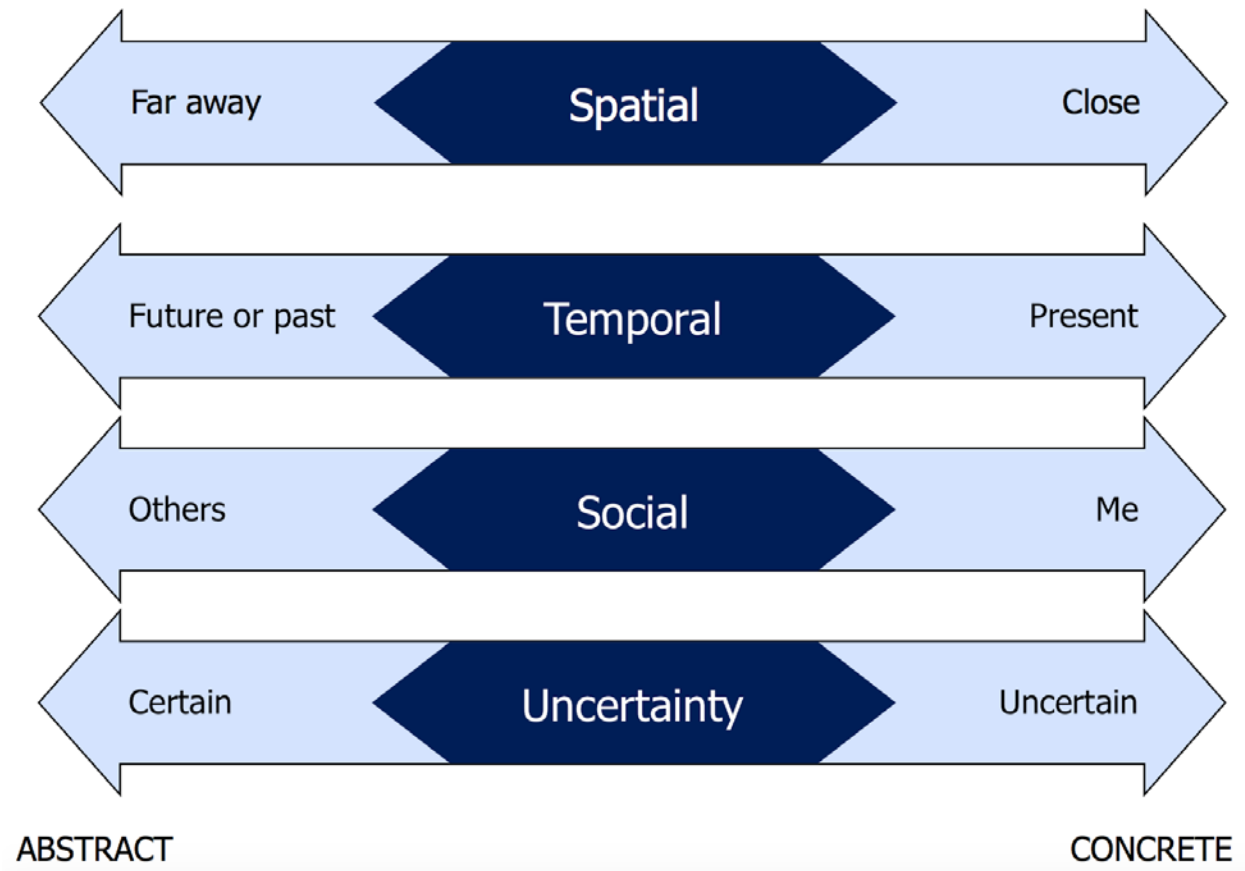 Far away Spatial Close
Future or past Temporal Present
Others Social Me
Certain Uncertainty Uncertain
ABSTRACT CONCRETE